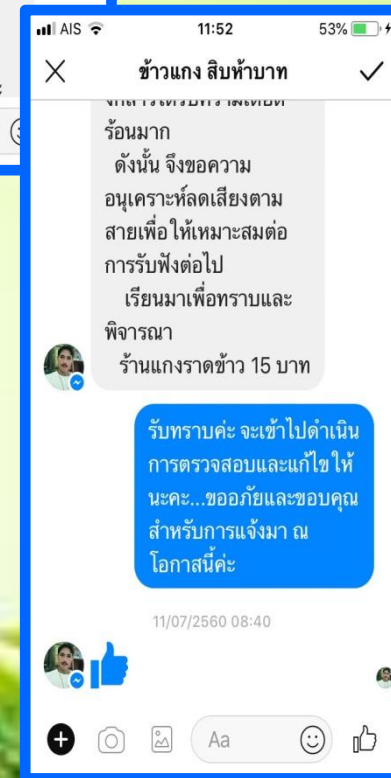 AIS 11:52 53%
ข้าวแกง สิบห้าบาท
ร้อนมาก
ดังนั้น จึงขอความ
อนุเคราะห์ลดเสียงตาม
สายเพื่อให้เหมาะสมต่อ
การรับฟังต่อไป
เรียนมาเพื่อทราบและ
พิจารณา
ร้านแกงราดข้าว 15 บาท
รับทราบค่ะ จะเข้าไปดำเนิน
การตรวจสอบและแก้ไขให้
นะคะ...ขออภัยและขอบคุณ
สำหรับการแจ้งมา ณ
โอกาสนี้ค่ะ
11/07/2560 08:40
Aa